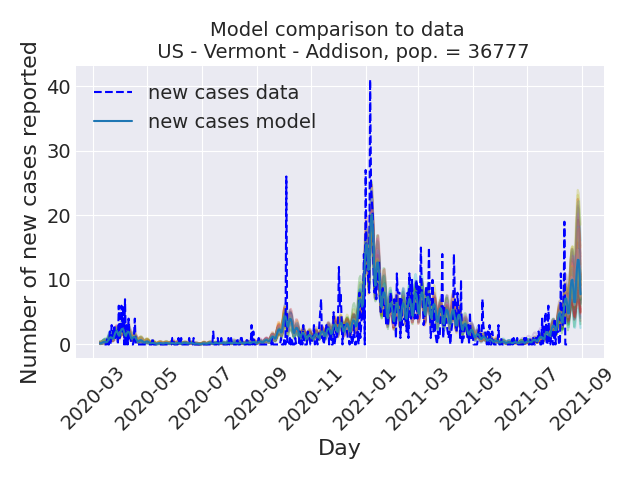 Model comparison to data
US - Vermont - Addison, pop. = 36777
Number of new cases reported
40
30
20
10
0
new cases data
new cases model
2020-03
2020-05
2020-07
2020-09
2020-11
2021-01
2021-03
2021-05
2021-07
2021-09
Day